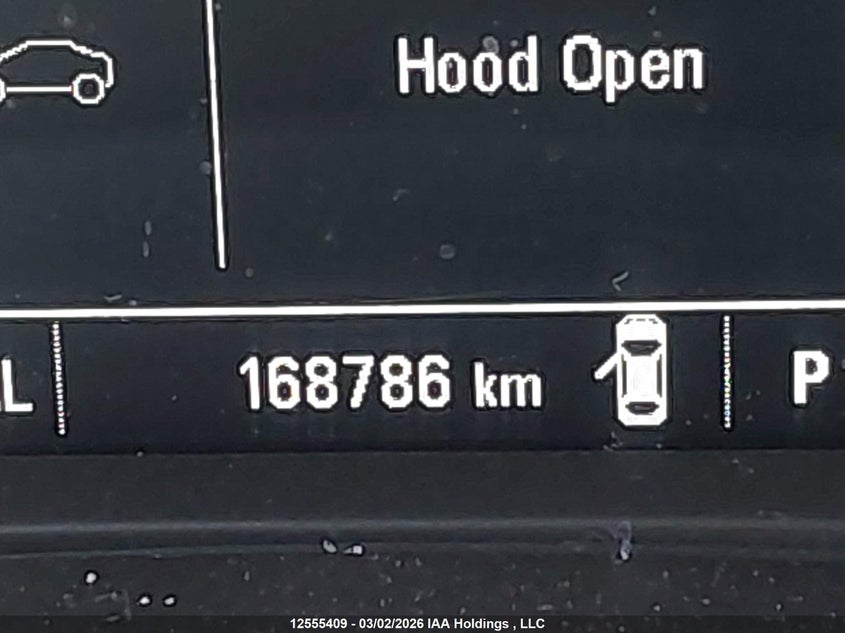 Hood Open
L 168786 km P
12555409 - 03/02/2026 IAA Holdings , LLC